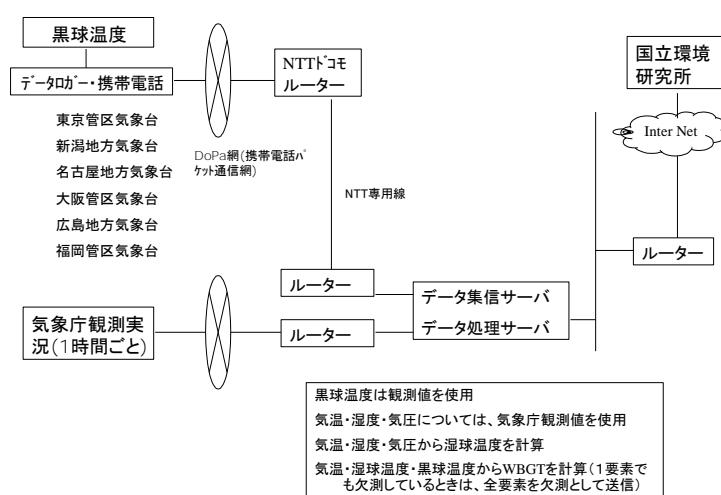 黒球温度
データロガー・携帯電話
東京管区気象台
新潟地方気象台
名古屋地方気象台
大阪管区気象台
広島地方気象台
福岡管区気象台
DoPa網(携帯電話パ
ケット通信網)
NTTドコモ
ルーター
NTT専用線
国立環境
研究所
Inter Net
ルーター
ルーター
データ集信サーバ
データ処理サーバ
気象庁観測実
況(1時間ごと)
ルーター
黒球温度は観測値を使用
気温・湿度・気圧については、気象庁観測値を使用
気温・湿度・気圧から湿球温度を計算
気温・湿球温度・黒球温度からWBGTを計算(1要素で
も欠測しているときは、全要素を欠測として送信)